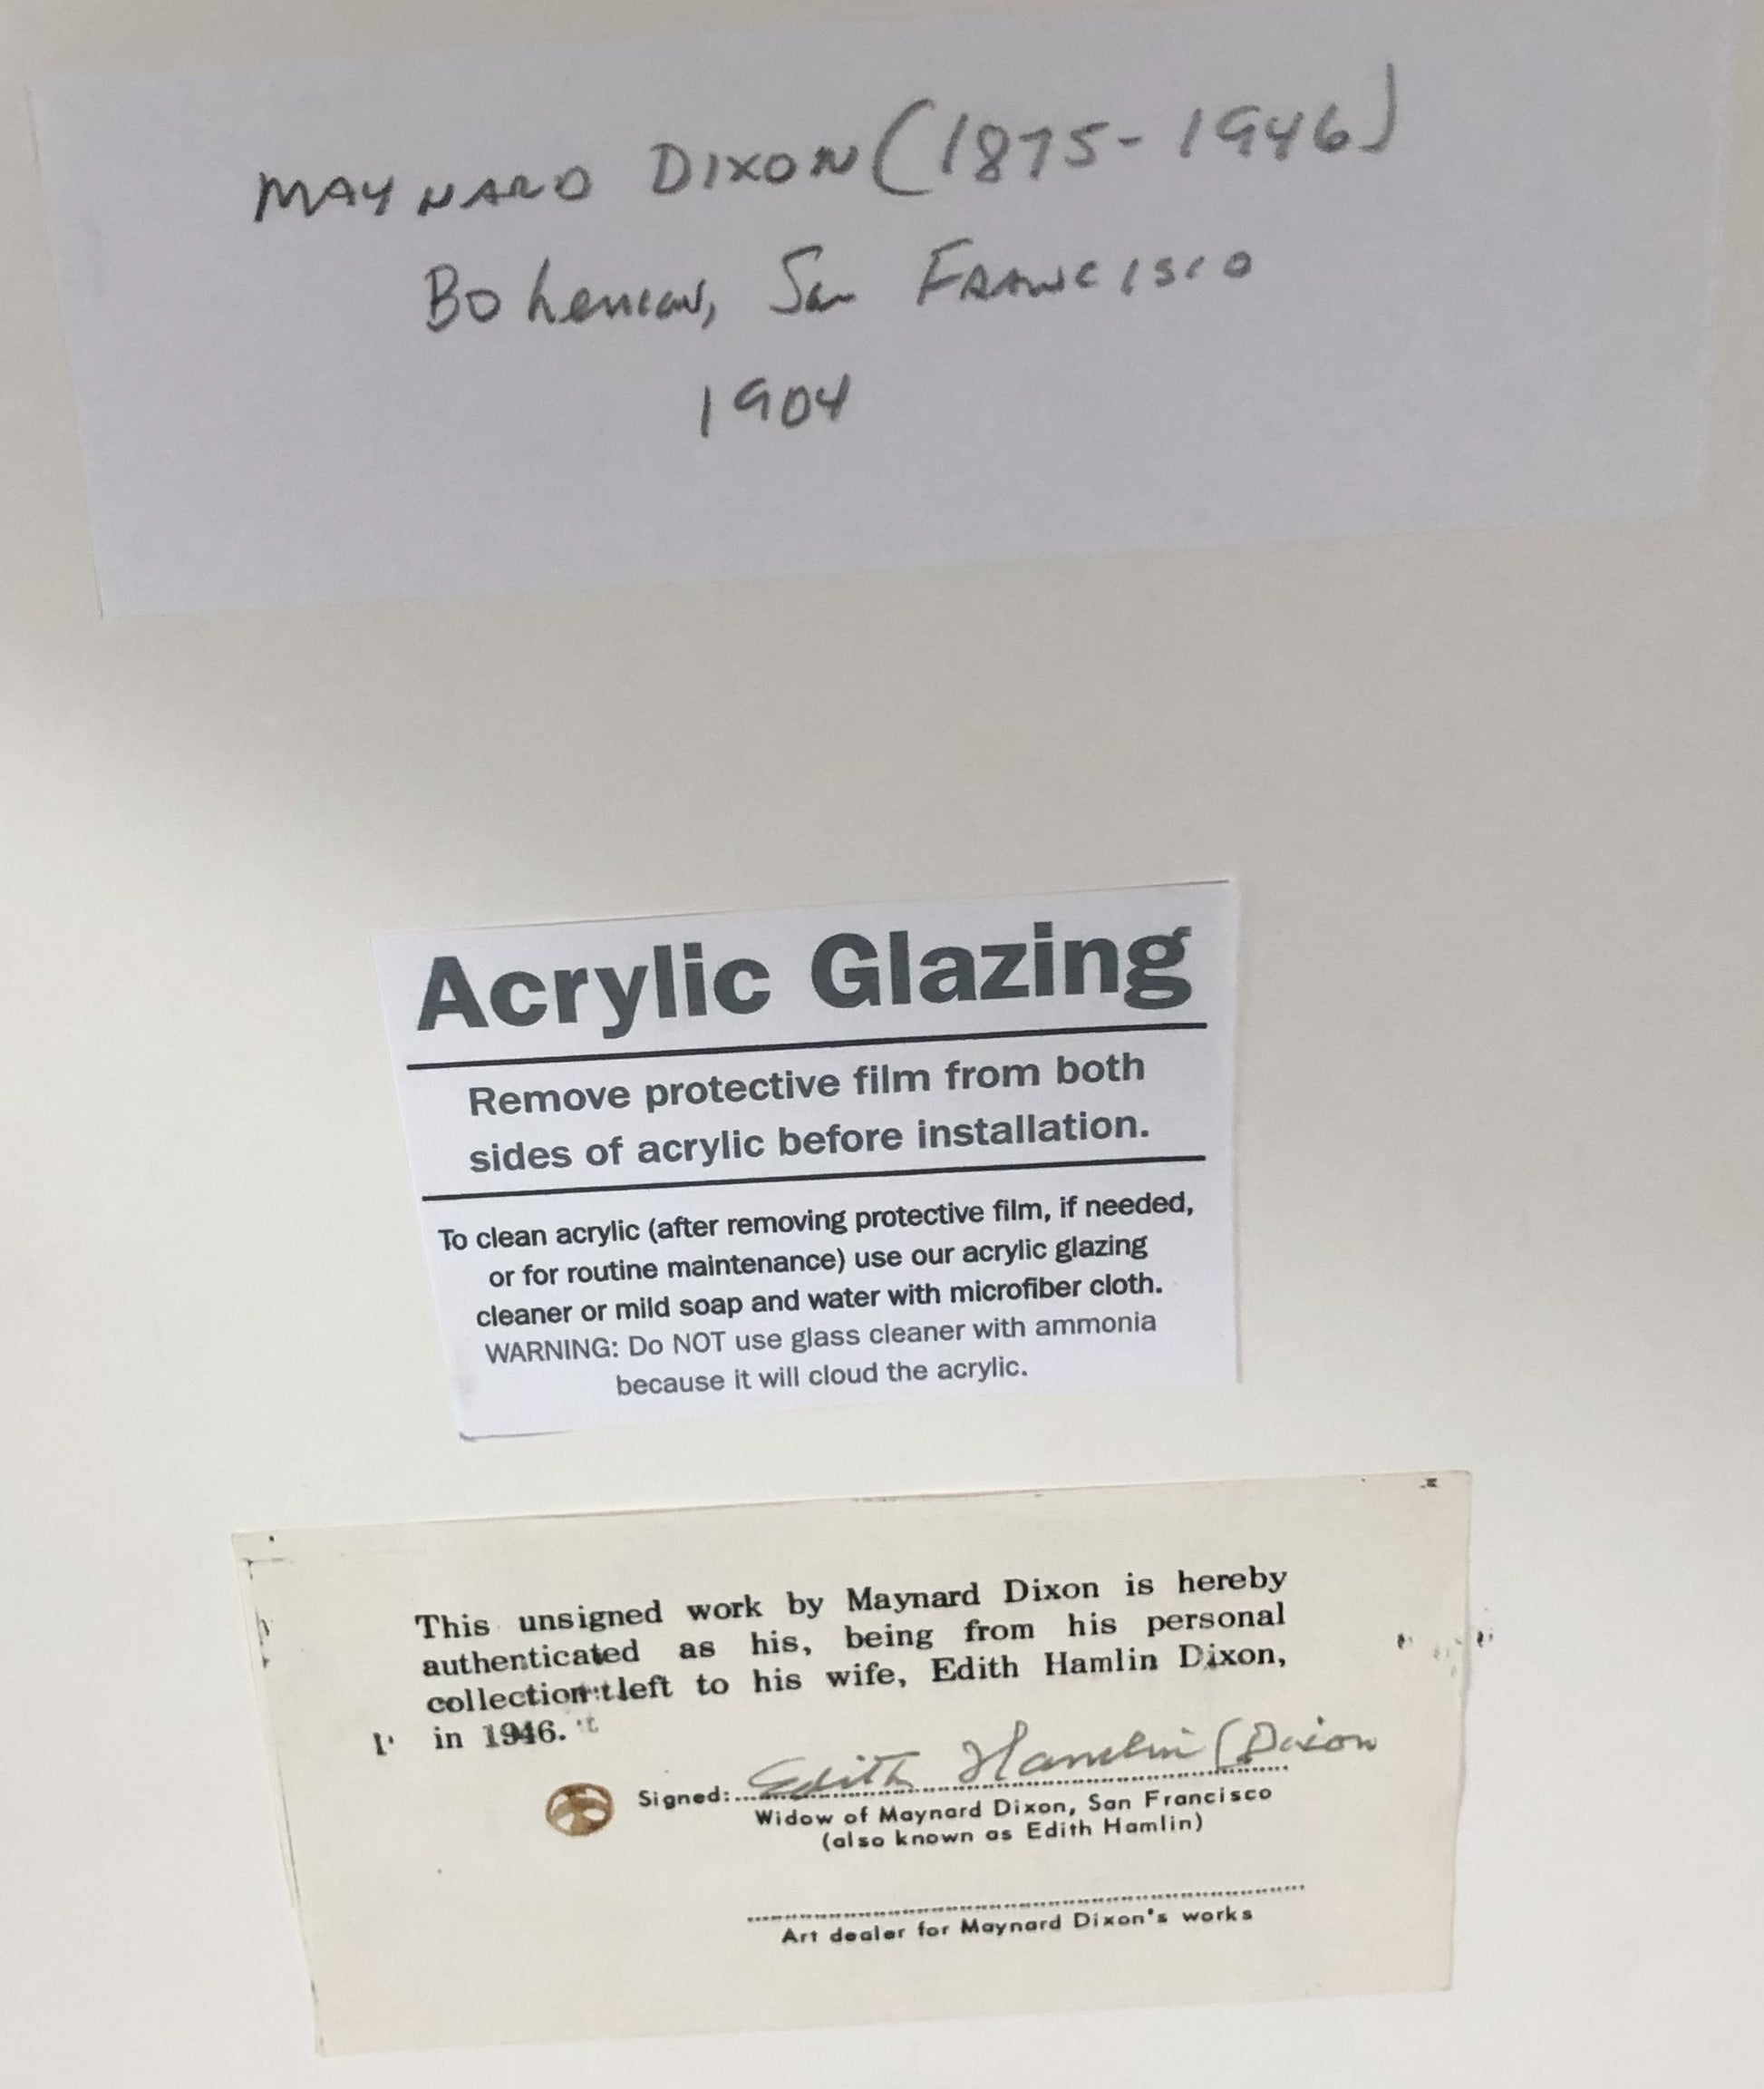 MAYNARD DIXON (1875-1946)
Bohemian, San FRANCISCO
1904
Acrylic Glazing
Remove protective film from both
sides of acrylic before installation.
To clean acrylic (after removing protective film, if needed,
or for routine maintenance) use our acrylic glazing
cleaner or mild soap and water with microfiber cloth.
WARNING: Do NOT use glass cleaner with ammonia
because it will cloud the acrylic.
This unsigned work by Maynard Dixon is hereby
authenticated as his, being from his personal
collection left to his wife, Edith Hamlin Dixon,
in 1946.
Signed: Edith Hamlin (Dixon
Widow of Maynard Dixon, San Francisco
(also known as Edith Hamlin)
Art dealer for Maynard Dixon's works